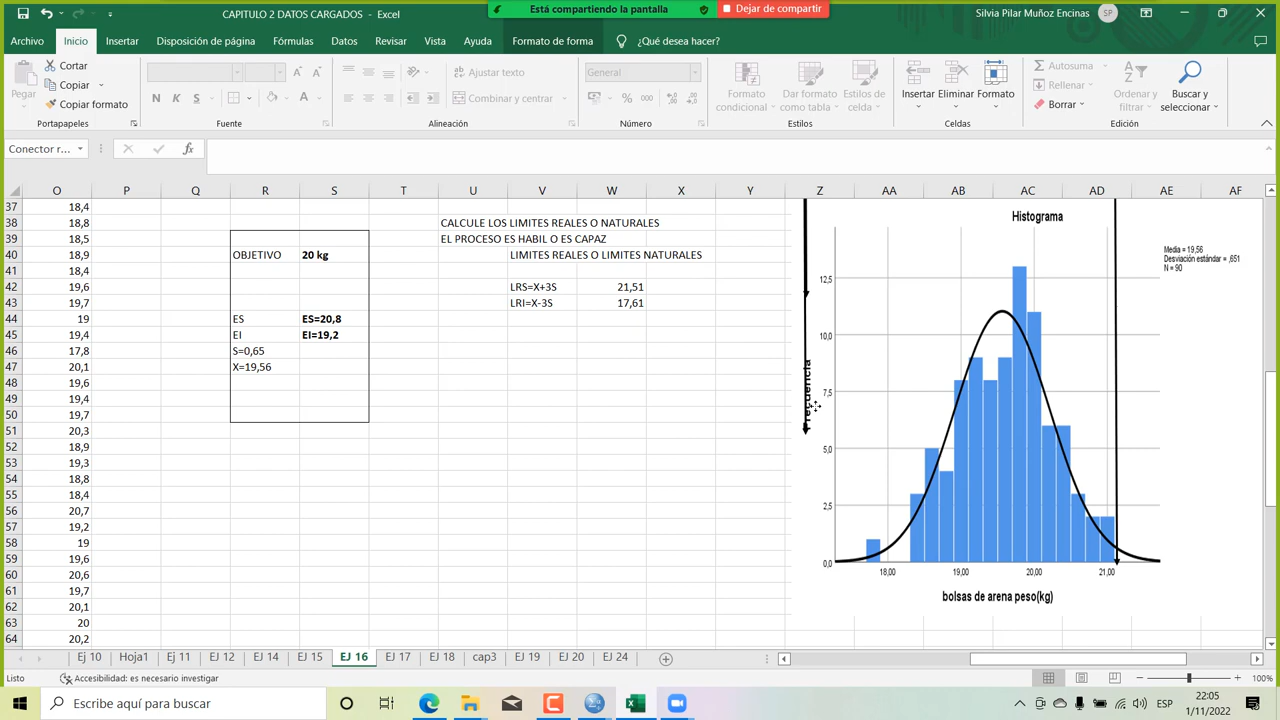 CAPITULO 2 DATOS CARGADOS - Excel
Está compartiendo la pantalla
Dejar de compartir
Silvia Pilar Muñoz Encinas
SP
Archivo Inicio Insertar Disposición de página Fórmulas Datos Revisar Vista Ayuda Formato de forma ¿Qué desea hacer?
Pegar
Cortar
Copiar
Copiar formato
N K S
Ajustar texto
Combinar y centrar
General
% 000
Formato condicional
Dar formato como tabla
Estilos de celda
Insertar
Eliminar
Formato
Autosuma
Rellenar
Borrar
Ordenar y filtrar
Buscar y seleccionar
Portapapeles Fuente Alineación Número Estilos Celdas Edición
Conector r...
fx
O P Q R S T U V W X Y Z AA AB AC AD AE AF
37 18,4
38 18,8 CALCULE LOS LIMITES REALES O NATURALES
39 18,5 EL PROCESO ES HABIL O ES CAPAZ
40 18,9 OBJETIVO 20 kg LIMITES REALES O LIMITES NATURALES
41 18,4
42 19,6 LRS=X+3S 21,51
43 19,7 LRI=X-3S 17,61
44 19 ES ES=20,8
45 19,4 EI EI=19,2
46 17,8 S=0,65
47 20,1 X=19,56
48 19,6
49 19,4
50 19,7
51 20,3
52 18,9
53 19,3
54 18,8
55 18,4
56 20,7
57 19,2
58 19
59 19,6
60 20,6
61 19,7
62 20,1
63 20
64 20,2
Histograma
Media = 19,56
Desviación estándar = ,651
N = 90
Frecuencia
12,5
10,0
7,5
5,0
2,5
0,0
18,00 19,00 20,00 21,00
bolsas de arena peso(kg)
Ej 10 Hoja1 Ej 11 EJ 12 EJ 14 EJ 15 EJ 16 EJ 17 EJ 18 cap3 EJ 19 EJ 20 EJ 24
Listo
Accesibilidad: es necesario investigar
100%
Escribe aquí para buscar
ESP
22:05
1/11/2022